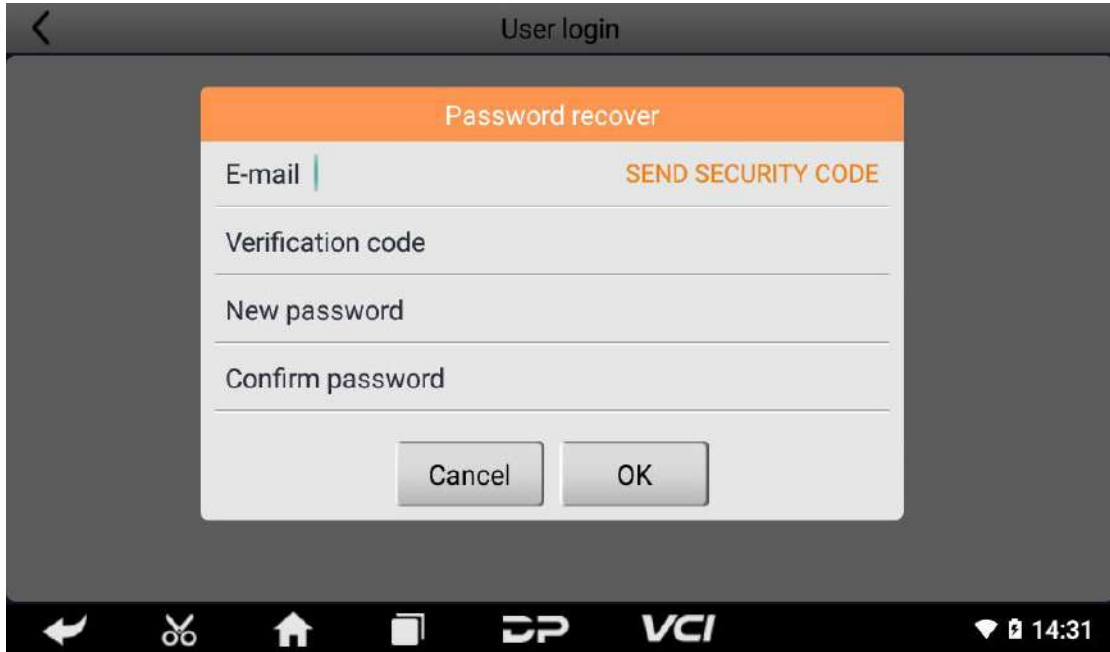 User login
Password recover
E-mail SEND SECURITY CODE
Verification code
New password
Confirm password
Cancel OK
DP VCI 14:31